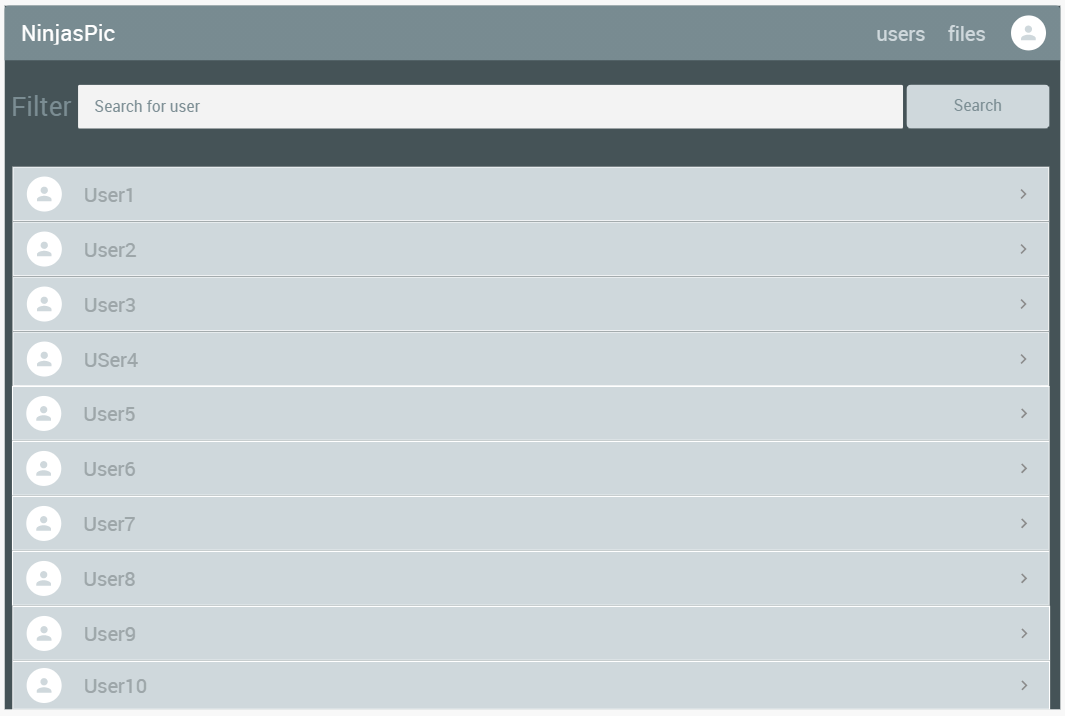 NinjasPic users files
Filter Search for user Search
User1
User2
User3
USer4
User5
User6
User7
User8
User9
User10